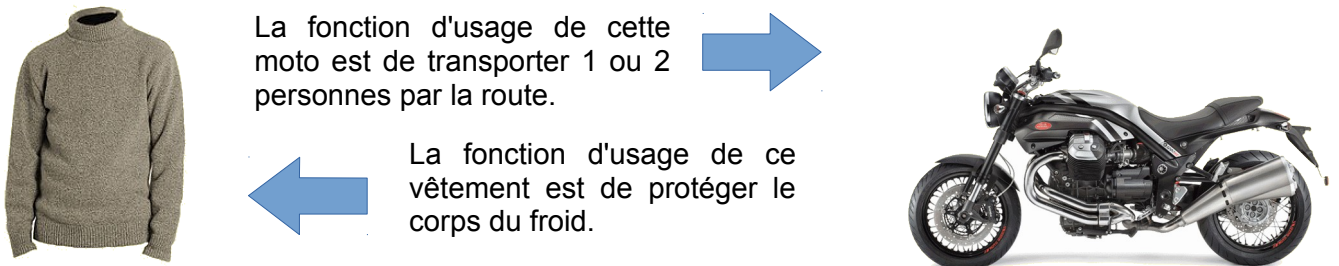 La fonction d'usage de cette
moto est de transporter 1 ou 2
personnes par la route.
La fonction d'usage de ce
vêtement est de protéger le
corps du froid.